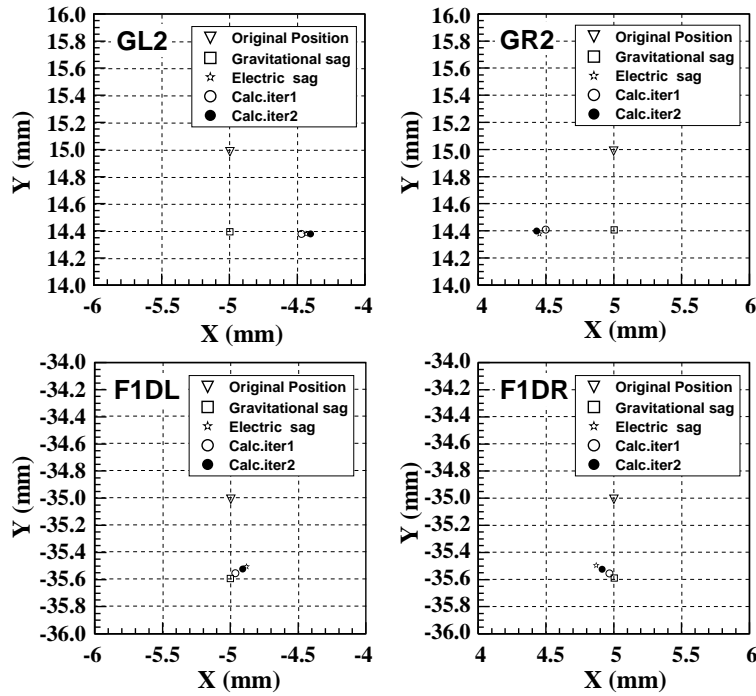 GL2
16.0
15.8
15.6
15.4
15.2
15.0
14.8
14.6
14.4
14.2
14.0
Y (mm)
Original Position
Gravitational sag
Electric sag
Calc.iter1
Calc.iter2
-6 -5.5 -5 -4.5 -4
X (mm)
GR2
16.0
15.8
15.6
15.4
15.2
15.0
14.8
14.6
14.4
14.2
14.0
Y (mm)
Original Position
Gravitational sag
Electric sag
Calc.iter1
Calc.iter2
4 4.5 5 5.5 6
X (mm)
F1DL
-34.0
-34.2
-34.4
-34.6
-34.8
-35.0
-35.2
-35.4
-35.6
-35.8
-36.0
Y (mm)
Original Position
Gravitational sag
Electric sag
Calc.iter1
Calc.iter2
-6 -5.5 -5 -4.5 -4
X (mm)
F1DR
-34.0
-34.2
-34.4
-34.6
-34.8
-35.0
-35.2
-35.4
-35.6
-35.8
-36.0
Y (mm)
Original Position
Gravitational sag
Electric sag
Calc.iter1
Calc.iter2
4 4.5 5 5.5 6
X (mm)